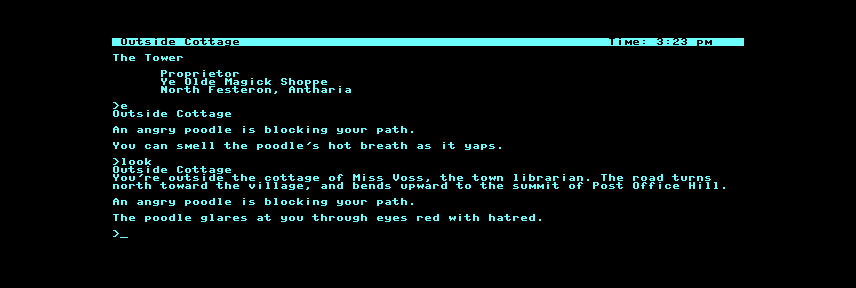 Outside Cottage Time: 3:23 pm
The Tower
Proprietor
Ye Olde Magick Shoppe
North Festeron, Antharia
>e
Outside Cottage
An angry poodle is blocking your path.
You can smell the poodle's hot breath as it yaps.
>look
Outside Cottage
You're outside the cottage of Miss Voss, the town librarian. The road turns
north toward the village, and bends upward to the summit of Post Office Hill.
An angry poodle is blocking your path.
The poodle glares at you through eyes red with hatred.
>_